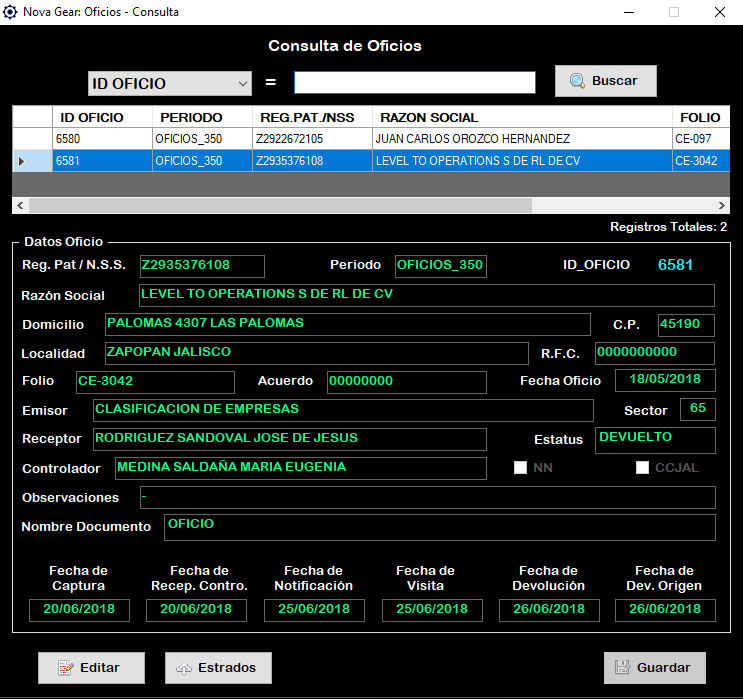 Nova Gear: Oficios - Consulta
Consulta de Oficios
ID OFICIO = Buscar
ID OFICIO PERIODO REG.PAT./NSS RAZON SOCIAL FOLIO
6580 OFICIOS_350 Z2922672105 JUAN CARLOS OROZCO HERNANDEZ CE-097
6581 OFICIOS_350 Z2935376108 LEVEL TO OPERATIONS S DE RL DE CV CE-3042
Registros Totales: 2
Datos Oficio
Reg. Pat / N.S.S. Z2935376108 Periodo OFICIOS_350 ID_OFICIO 6581
Razón Social LEVEL TO OPERATIONS S DE RL DE CV
Domicilio PALOMAS 4307 LAS PALOMAS C.P. 45190
Localidad ZAPOPAN JALISCO R.F.C. 0000000000
Folio CE-3042 Acuerdo 00000000 Fecha Oficio 18/05/2018
Emisor CLASIFICACION DE EMPRESAS Sector 65
Receptor RODRIGUEZ SANDOVAL JOSE DE JESUS Estatus DEVUELTO
Controlador MEDINA SALDAÑA MARIA EUGENIA NN CCJAL
Observaciones -
Nombre Documento OFICIO
Fecha de Fecha de Fecha de Fecha de Fecha de Fecha de
Captura Recep. Contro. Notificación Visita Devolución Dev. Origen
20/06/2018 20/06/2018 25/06/2018 25/06/2018 26/06/2018 26/06/2018
Editar Estrados Guardar